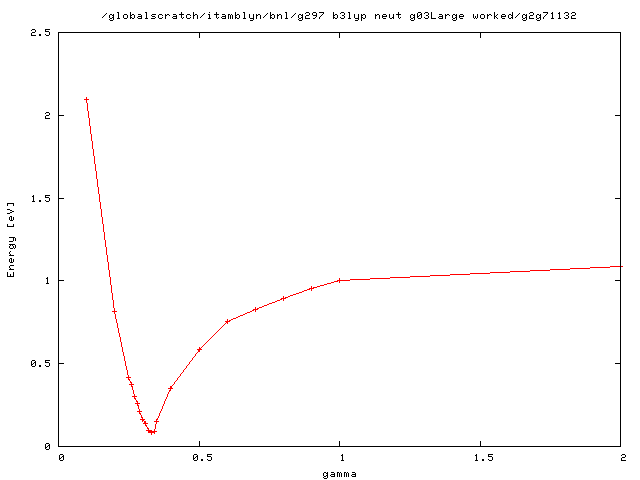 /globalscratch/itamblyn/bnl/g297 b3lyp neut g03Large worked/g2g71132
2.5
2
1.5
1
0.5
0
Energy [eV]
0 0.5 1 1.5 2
gamma